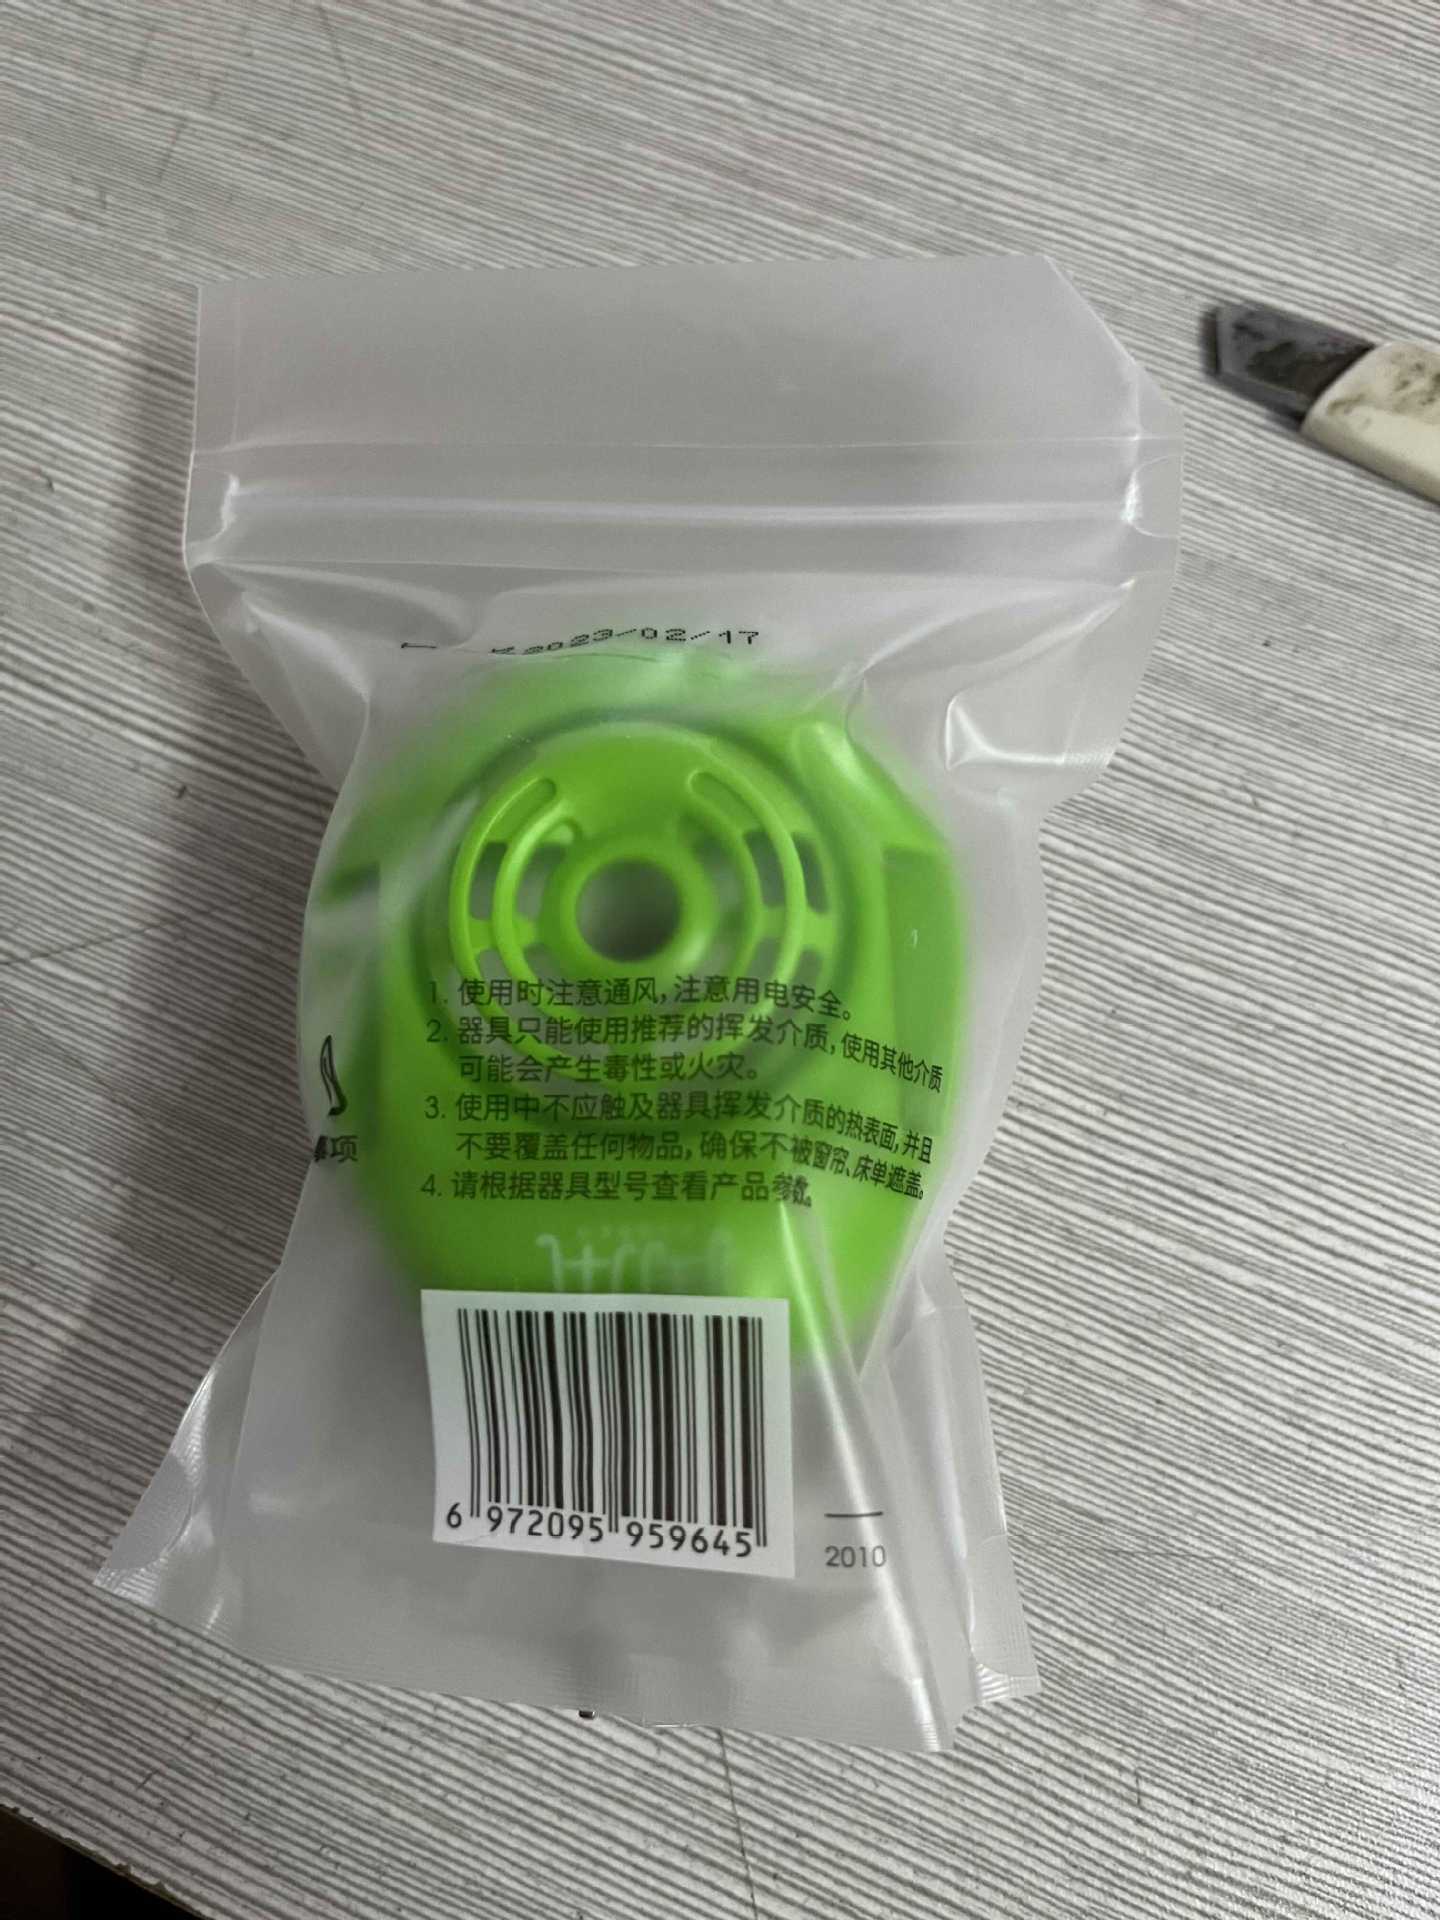 2023/02/17
1. 使用时注意通风，注意用电安全。
2. 器具只能使用推荐的挥发介质，使用其他介质
可能会产生毒性或火灾。
3. 使用中不应触及器具挥发介质的热表面，并且
不要覆盖任何物品，确保不被窗帘、床单遮盖。
4. 请根据器具型号查看产品参数。
事项
6 972095 959645
2010